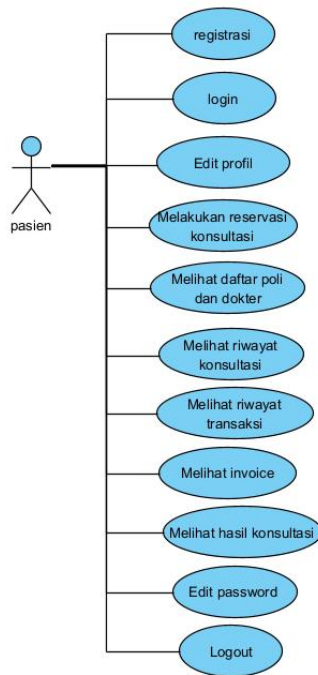 registrasi
login
Edit profil
pasien
Melakukan reservasi
konsultasi
Melihat daftar poli
dan dokter
Melihat riwayat
konsultasi
Melihat riwayat
transaksi
Melihat invoice
Melihat hasil konsultasi
Edit password
Logout